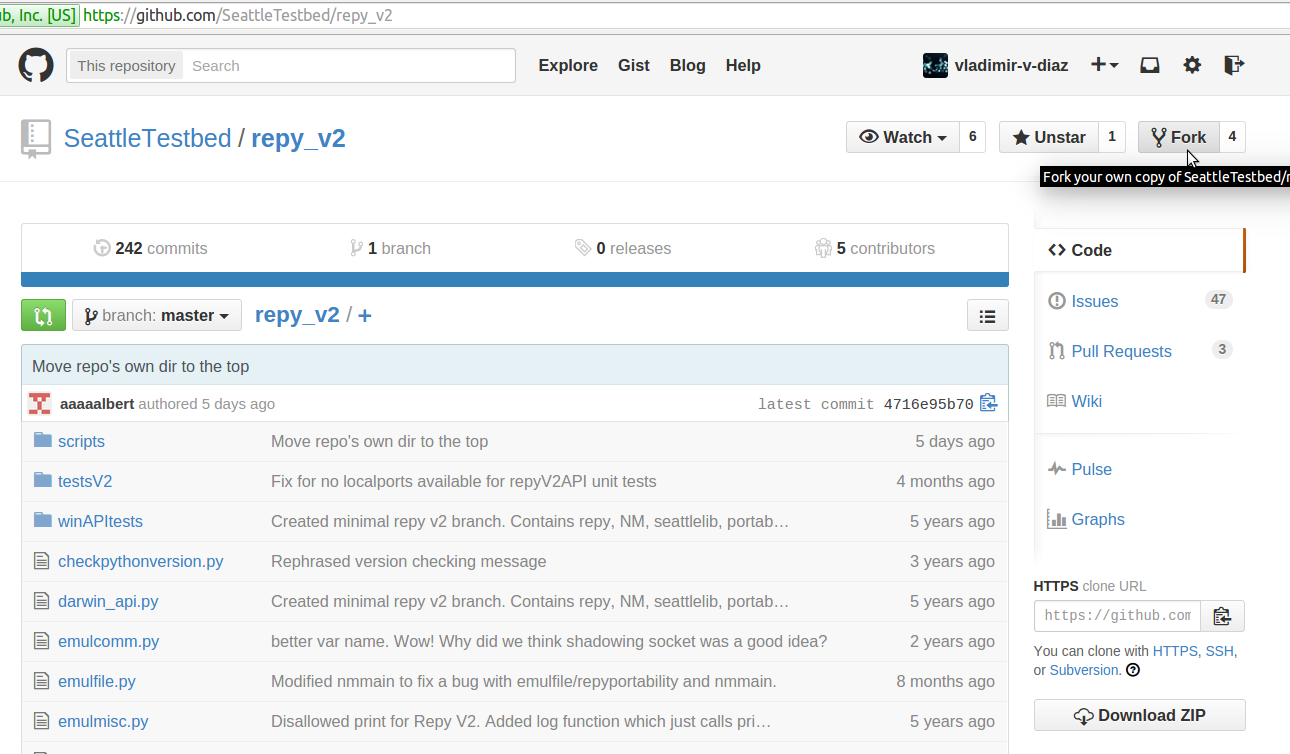 ub, Inc. [US] https://github.com/SeattleTestbed/repy_v2
This repository Search Explore Gist Blog Help vladimir-v-diaz
SeattleTestbed / repy_v2 Watch 6 Unstar 1 Fork 4
Fork your own copy of SeattleTestbed/r
242 commits 1 branch 0 releases 5 contributors
Code
Issues 47
Pull Requests 3
Wiki
Pulse
Graphs
branch: master repy_v2 / +
Move repo's own dir to the top
aaaaalbert authored 5 days ago latest commit 4716e95b70
scripts Move repo's own dir to the top 5 days ago
testsV2 Fix for no localports available for repyV2API unit tests 4 months ago
winAPItests Created minimal repy v2 branch. Contains repy, NM, seattlelib, portab… 5 years ago
checkpythonversion.py Rephrased version checking message 3 years ago
darwin_api.py Created minimal repy v2 branch. Contains repy, NM, seattlelib, portab… 5 years ago
emulcomm.py better var name. Wow! Why did we think shadowing socket was a good idea? 2 years ago
emulfile.py Modified nmmain to fix a bug with emulfile/repyportability and nmmain. 8 months ago
emulmisc.py Disallowed print for Repy V2. Added log function which just calls pri… 5 years ago
HTTPS clone URL
https://github.com
You can clone with HTTPS, SSH,
or Subversion.
Download ZIP